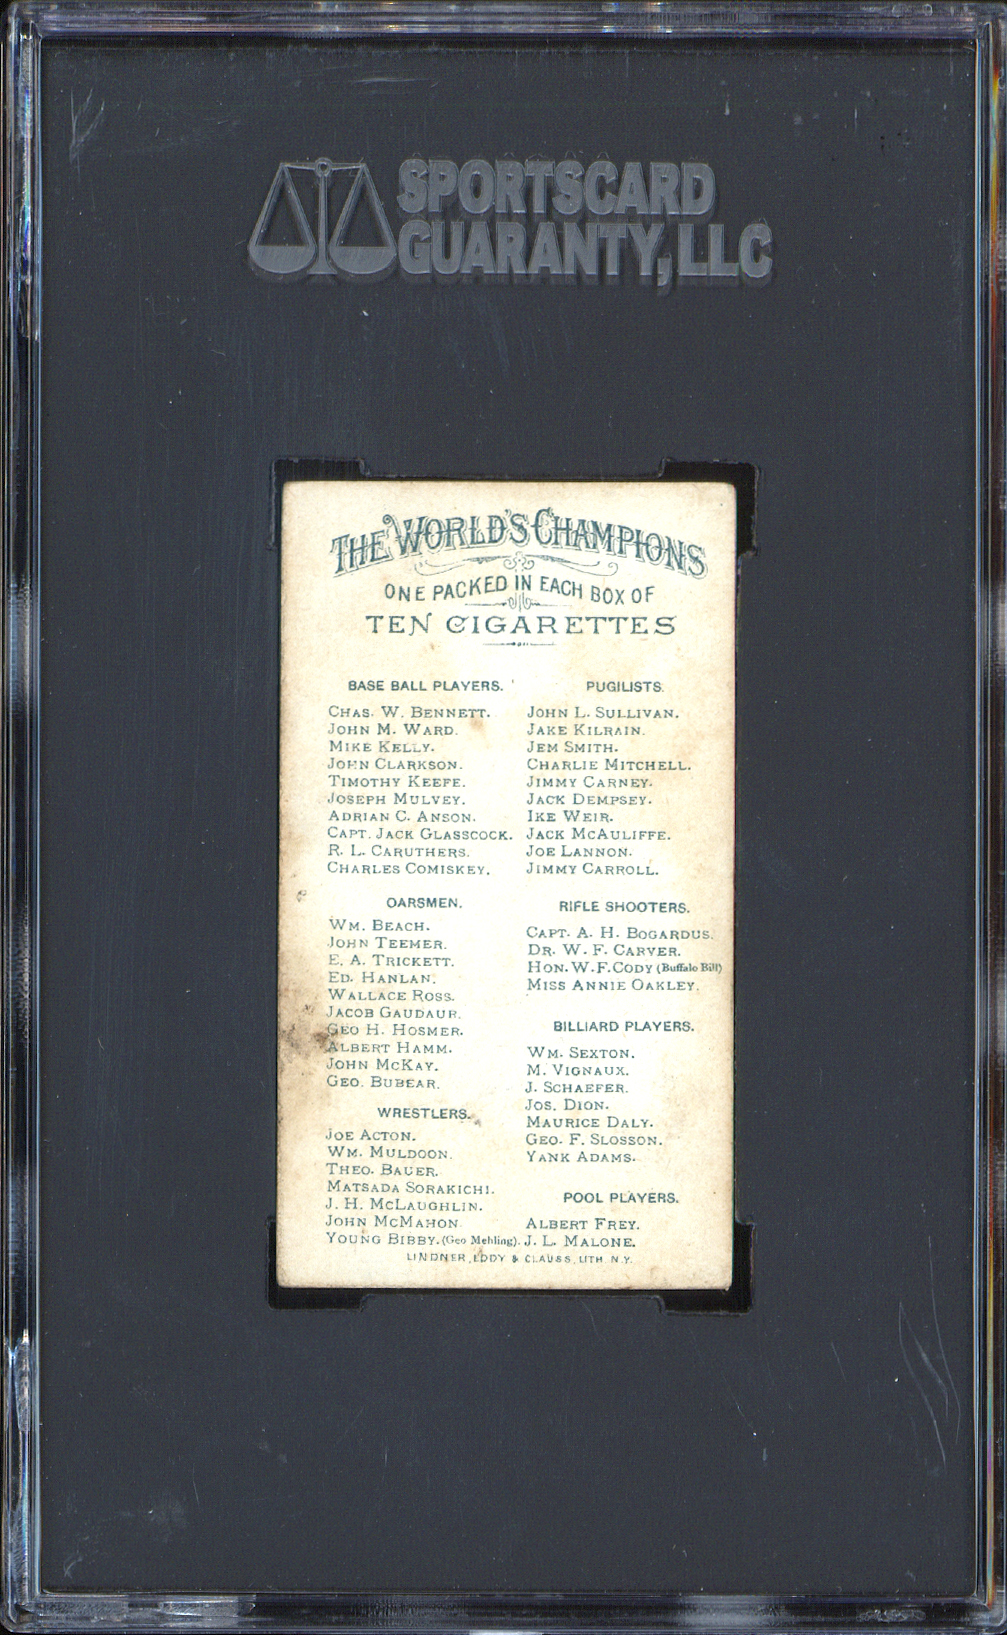 SPORTSCARD
GUARANTY, LLC
THE WORLD'S CHAMPIONS
ONE PACKED IN EACH BOX OF
TEN CIGARETTES
BASE BALL PLAYERS.
CHAS. W. BENNETT.
JOHN M. WARD.
MIKE KELLY.
JOHN CLARKSON.
TIMOTHY KEEFE.
JOSEPH MULVEY.
ADRIAN C. ANSON.
CAPT. JACK GLASSCOCK.
R. L. CARUTHERS.
CHARLES COMISKEY.
OARSMEN.
WM. BEACH.
JOHN TEEMER.
E. A. TRICKETT.
ED. HANLAN.
WALLACE ROSS.
JACOB GAUDAUR.
GEO H. HOSMER.
ALBERT HAMM.
JOHN MCKAY.
GEO. BUBEAR.
WRESTLERS.
JOE ACTON.
WM. MULDOON.
THEO. BAUER.
MATSADA SORAKICHI.
J. H. MCLAUGHLIN.
JOHN MCMAHON
YOUNG BIBBY. (Geo Mehling).
PUGILISTS.
JOHN L. SULLIVAN.
JAKE KILRAIN.
JEM SMITH.
CHARLIE MITCHELL.
JIMMY CARNEY.
JACK DEMPSEY.
IKE WEIR.
JACK MCAULIFFE.
JOE LANNON.
JIMMY CARROLL.
RIFLE SHOOTERS.
CAPT. A. H. BOGARDUS.
DR. W. F. CARVER.
HON. W. F. CODY (Buffalo Bill)
MISS ANNIE OAKLEY.
BILLIARD PLAYERS.
WM. SEXTON.
M. VIGNAUX.
J. SCHAEFER.
JOS. DION.
MAURICE DALY.
GEO. F. SLOSSON.
YANK ADAMS.
POOL PLAYERS.
ALBERT FREY.
J. L. MALONE.
LINDNER, EDDY & CLAUSS, LITH. N.Y.